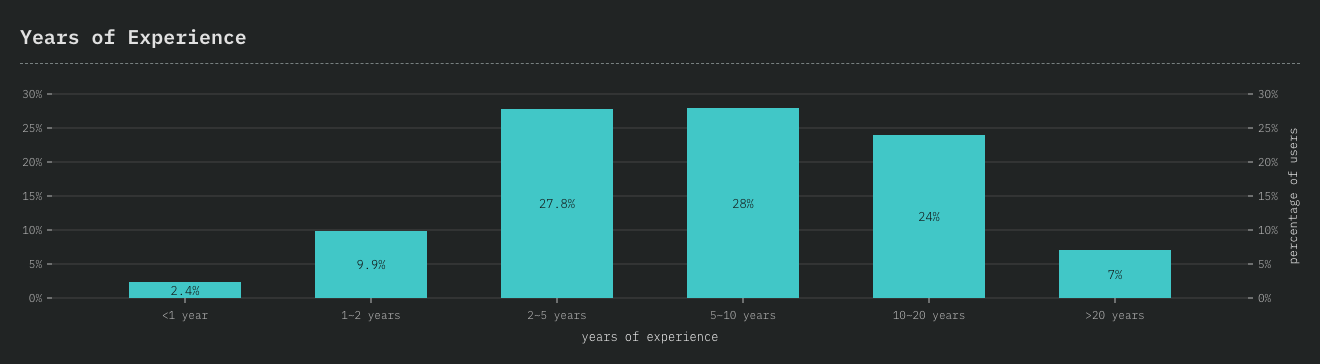 Years of Experience
30% 30%
25% 25%
20% 20%
15% 15%
10% 10%
5% 5%
0% 0%
2.4% 9.9% 27.8% 28% 24% 7%
<1 year 1~2 years 2~5 years 5~10 years 10~20 years >20 years
years of experience
percentage of users